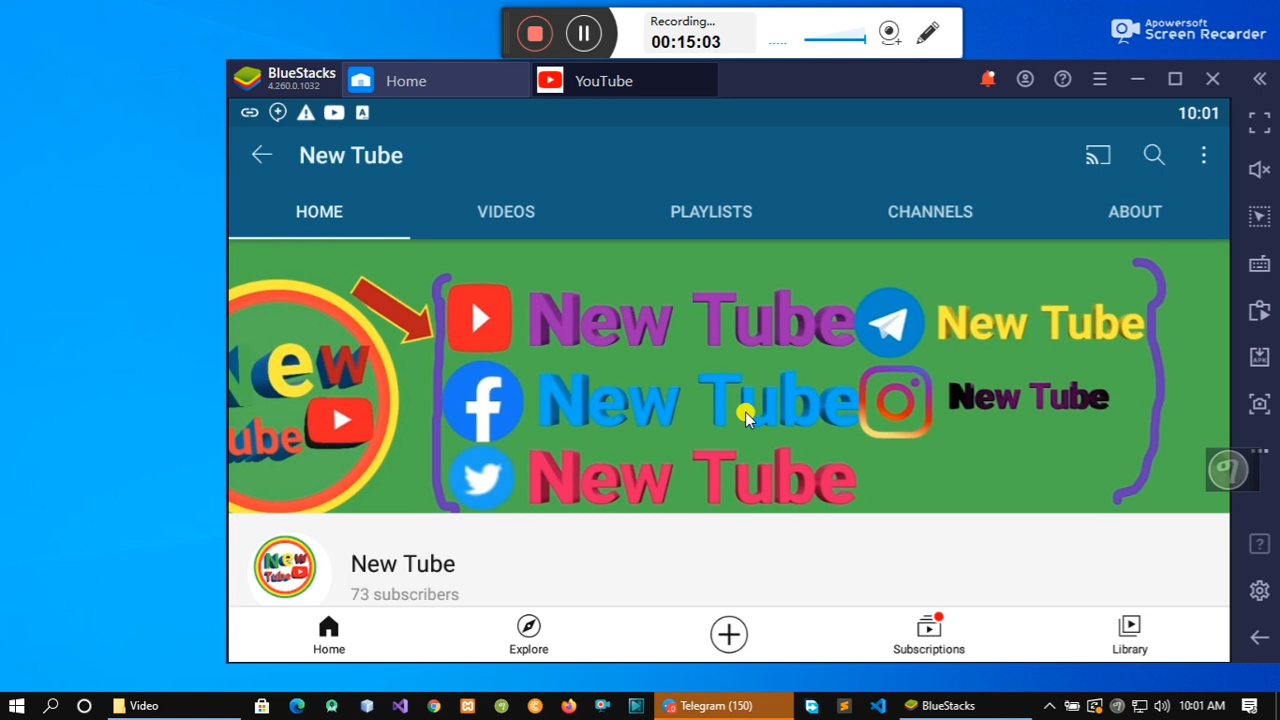 Recording...
00:15:03
Apowersoft
Screen Recorder
BlueStacks
4.260.0.1032
Home
YouTube
10:01
New Tube
HOME
VIDEOS
PLAYLISTS
CHANNELS
ABOUT
New Tube
New Tube
New Tube
New Tube
New Tube
New
Tube
New Tube
73 subscribers
Home
Explore
Subscriptions
Library
Video
Telegram (150)
BlueStacks
10:01 AM